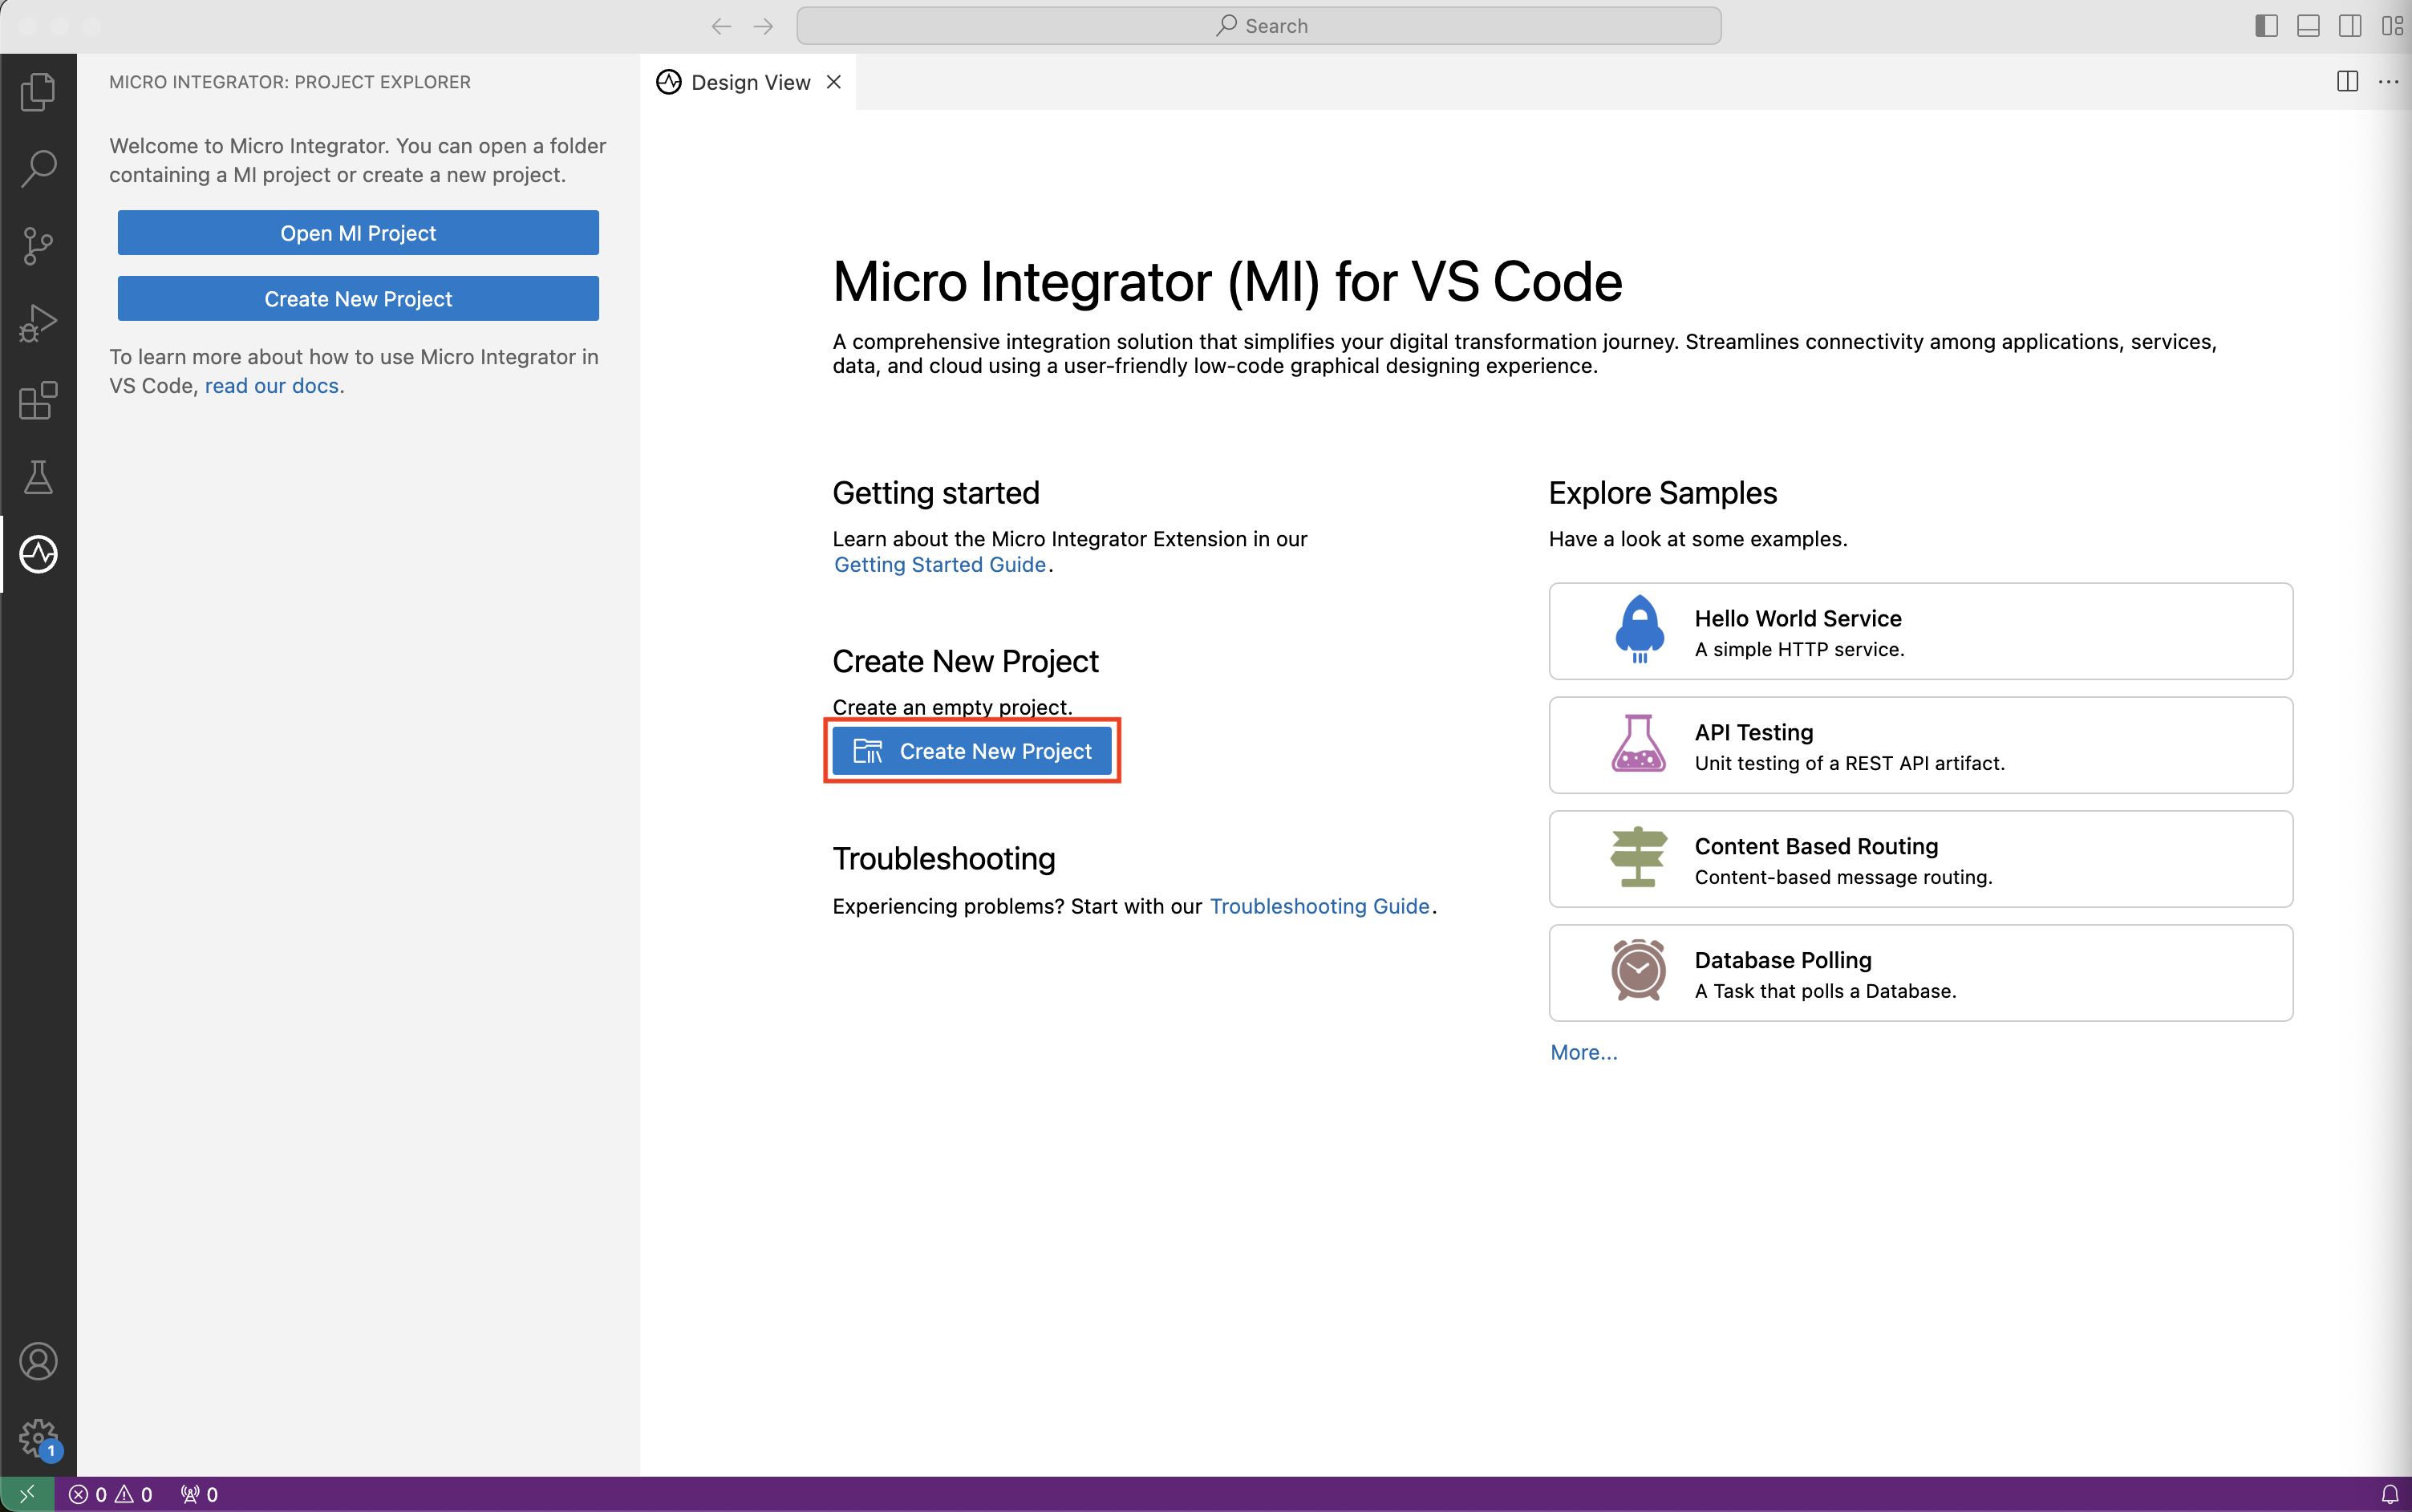 Search
MICRO INTEGRATOR: PROJECT EXPLORER
Welcome to Micro Integrator. You can open a folder
containing a MI project or create a new project.
Open MI Project
Create New Project
To learn more about how to use Micro Integrator in
VS Code, read our docs.
Design View
Micro Integrator (MI) for VS Code
A comprehensive integration solution that simplifies your digital transformation journey. Streamlines connectivity among applications, services,
data, and cloud using a user-friendly low-code graphical designing experience.
Getting started
Learn about the Micro Integrator Extension in our
Getting Started Guide.
Create New Project
Create an empty project.
Create New Project
Troubleshooting
Experiencing problems? Start with our Troubleshooting Guide.
Explore Samples
Have a look at some examples.
Hello World Service
A simple HTTP service.
API Testing
Unit testing of a REST API artifact.
Content Based Routing
Content-based message routing.
Database Polling
A Task that polls a Database.
More...
1
0 0 0